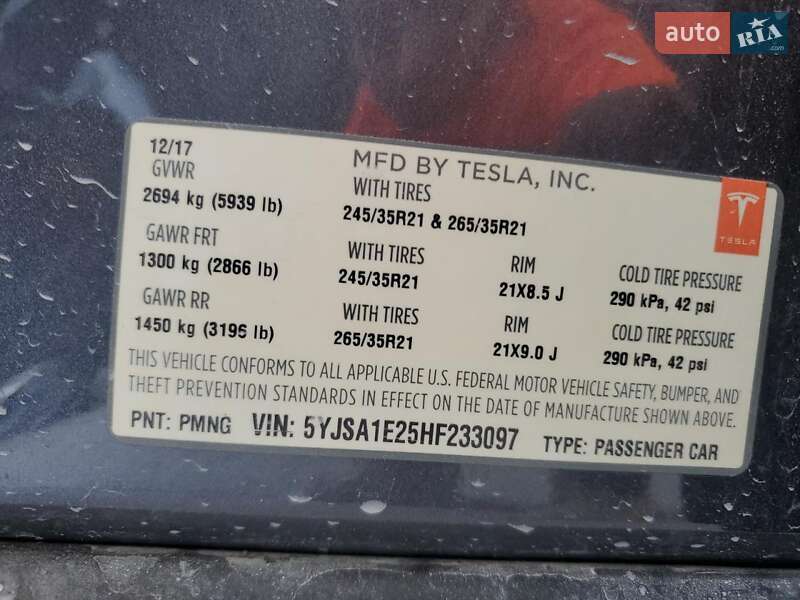 auto RIA.com
12/17
MFD BY TESLA, INC.
GVWR
2694 kg (5939 lb)
WITH TIRES
245/35R21 & 265/35R21
GAWR FRT
1300 kg (2866 lb)
WITH TIRES
245/35R21
RIM
21X8.5 J
COLD TIRE PRESSURE
290 kPa, 42 psi
GAWR RR
1450 kg (3196 lb)
WITH TIRES
265/35R21
RIM
21X9.0 J
COLD TIRE PRESSURE
290 kPa, 42 psi
TESLA
THIS VEHICLE CONFORMS TO ALL APPLICABLE U.S. FEDERAL MOTOR VEHICLE SAFETY, BUMPER, AND
THEFT PREVENTION STANDARDS IN EFFECT ON THE DATE OF MANUFACTURE SHOWN ABOVE.
PNT: PMNG VIN: 5YJSA1E25HF233097 TYPE: PASSENGER CAR